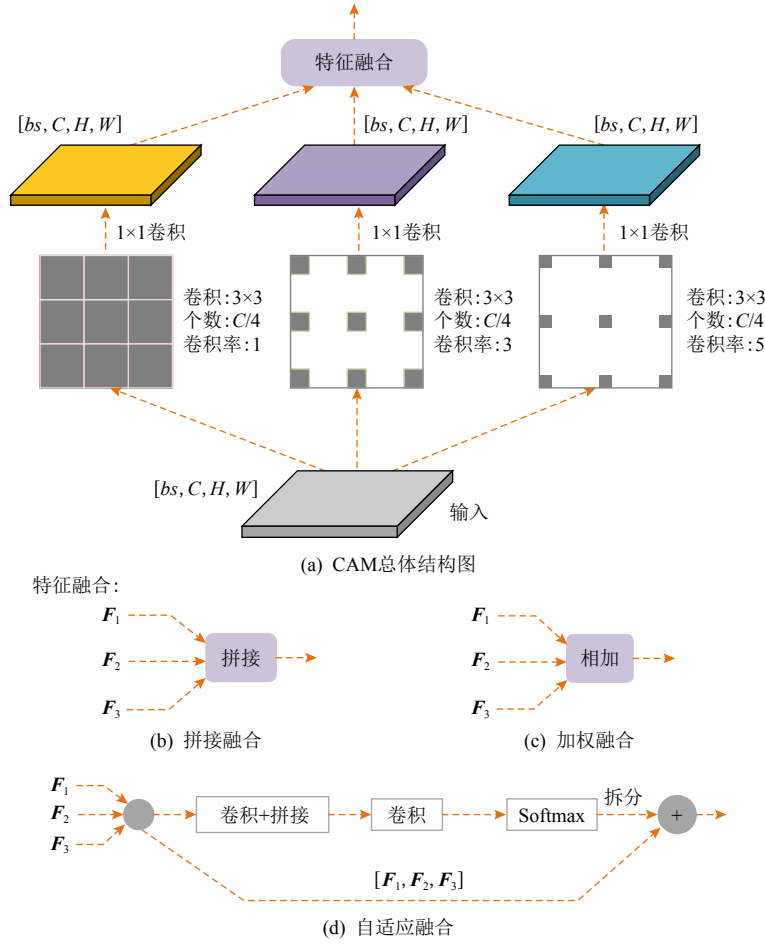 特征融合
[bs, C, H, W]
[bs, C, H, W]
[bs, C, H, W]
1×1卷积
1×1卷积
1×1卷积
卷积:3×3
个数:C/4
卷积率:1
卷积:3×3
个数:C/4
卷积率:3
卷积:3×3
个数:C/4
卷积率:5
[bs, C, H, W]
输入
(a) CAM总体结构图
特征融合:
F₁
F₂
F₃
拼接
(b) 拼接融合
F₁
F₂
F₃
相加
(c) 加权融合
F₁
F₂
F₃
卷积+拼接
卷积
Softmax
拆分
+
[F₁, F₂, F₃]
(d) 自适应融合